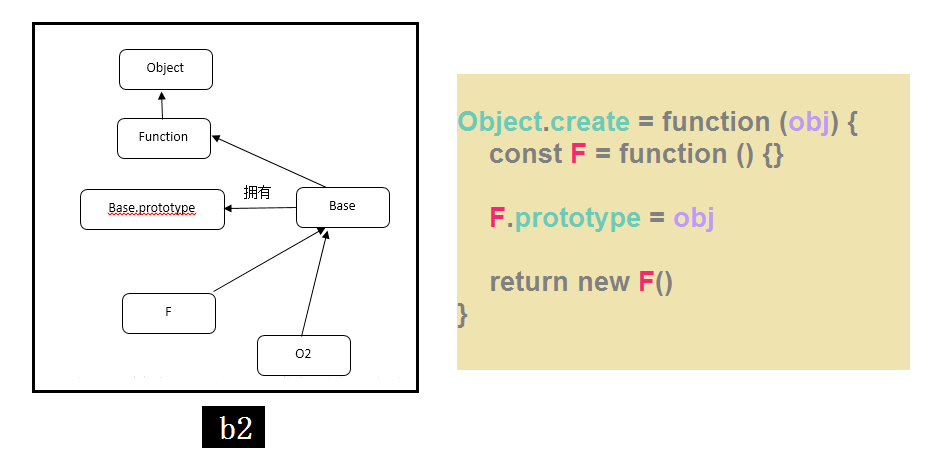 Object
Function
拥有
Base.prototype
Base
F
O2
b2
Object.create = function (obj) {
const F = function () {}
F.prototype = obj
return new F()
}